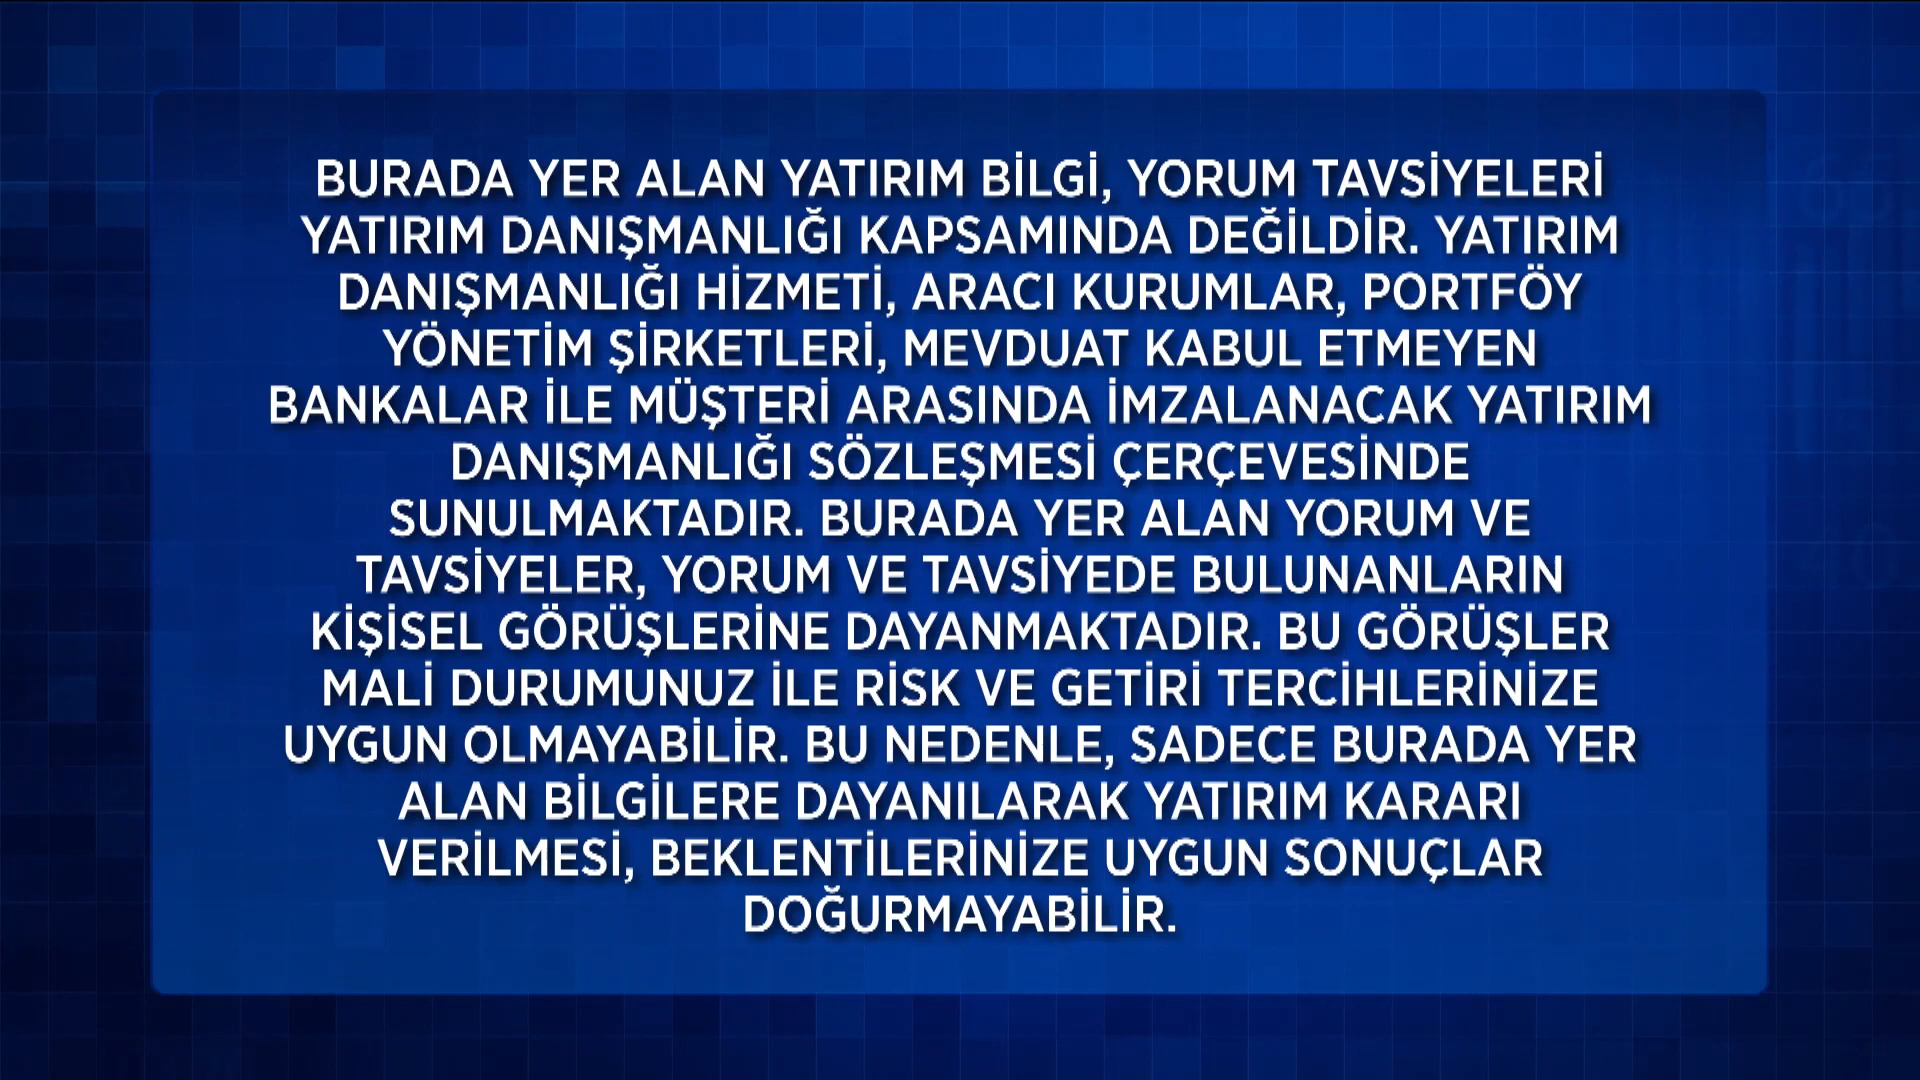 BURADA YER ALAN YATIRIM BİLGİ, YORUM TAVSİYELERİ
YATIRIM DANIŞMANLIĞI KAPSAMINDA DEĞİLDİR. YATIRIM
DANIŞMANLIĞI HİZMETİ, ARACI KURUMLAR, PORTFÖY
YÖNETİM ŞİRKETLERİ, MEVDUAT KABUL ETMEYEN
BANKALAR İLE MÜŞTERİ ARASINDA İMZALANACAK YATIRIM
DANIŞMANLIĞI SÖZLEŞMESİ ÇERÇEVESİNDE
SUNULMAKTADIR. BURADA YER ALAN YORUM VE
TAVSİYELER, YORUM VE TAVSİYEDE BULUNANLARIN
KİŞİSEL GÖRÜŞLERİNE DAYANMAKTADIR. BU GÖRÜŞLER
MALİ DURUMUNUZ İLE RİSK VE GETİRİ TERCİHLERİNİZE
UYGUN OLMAYABİLİR. BU NEDENLE, SADECE BURADA YER
ALAN BİLGİLERE DAYANILARAK YATIRIM KARARI
VERİLMESİ, BEKLENTİLERİNİZE UYGUN SONUÇLAR
DOĞURMAYABİLİR.